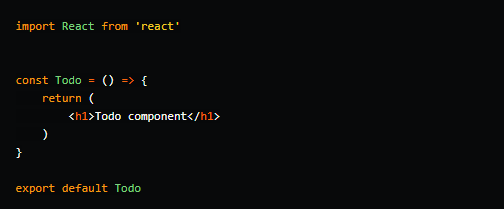 import React from 'react'
const Todo = () => {
    return (
        <h1>Todo component</h1>
    )
}
export default Todo